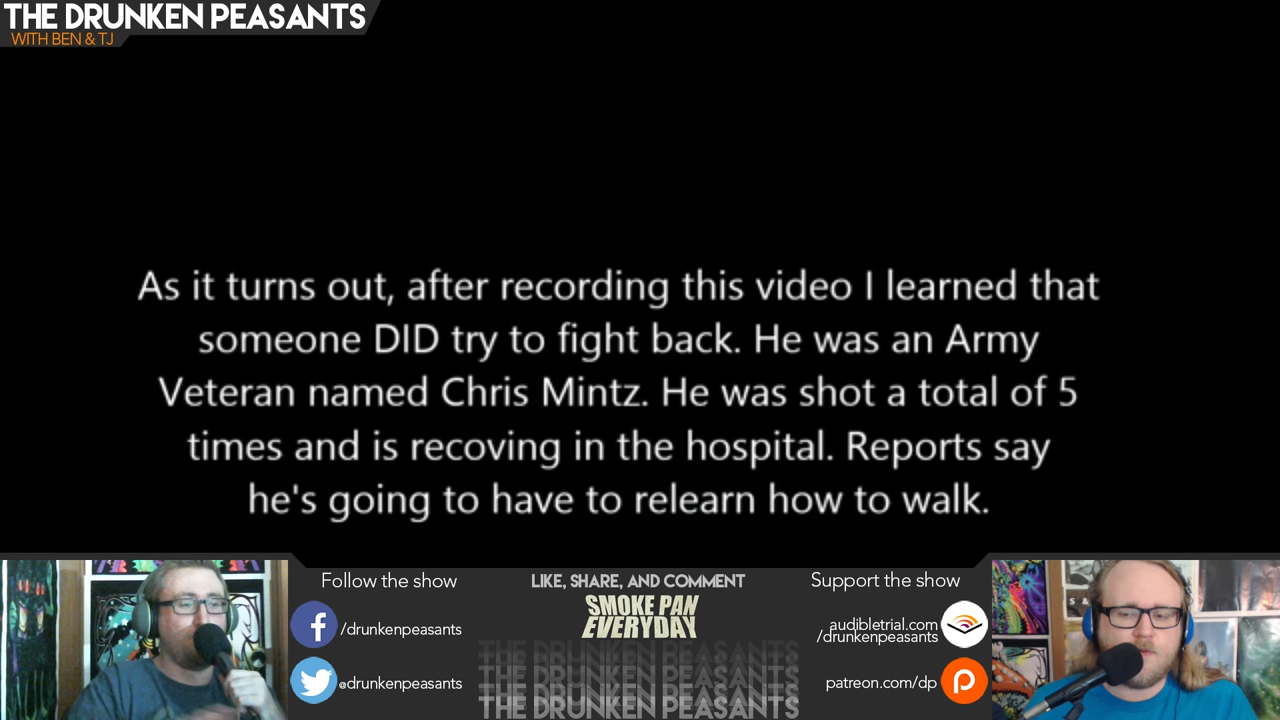 THE DRUNKEN PEASANTS
WITH BEN & TJ
As it turns out, after recording this video I learned that
someone DID try to fight back. He was an Army
Veteran named Chris Mintz. He was shot a total of 5
times and is recoving in the hospital. Reports say
he's going to have to relearn how to walk.
Follow the show
/drunkenpeasants
@drunkenpeasants
LIKE, SHARE, AND COMMENT
SMOKE PAN
EVERYDAY
THE DRUNKEN PEASANTS
THE DRUNKEN PEASANTS
THE DRUNKEN PEASANTS
THE DRUNKEN PEASANTS
Support the show
audibletrial.com
/drunkenpeasants
patreon.com/dp